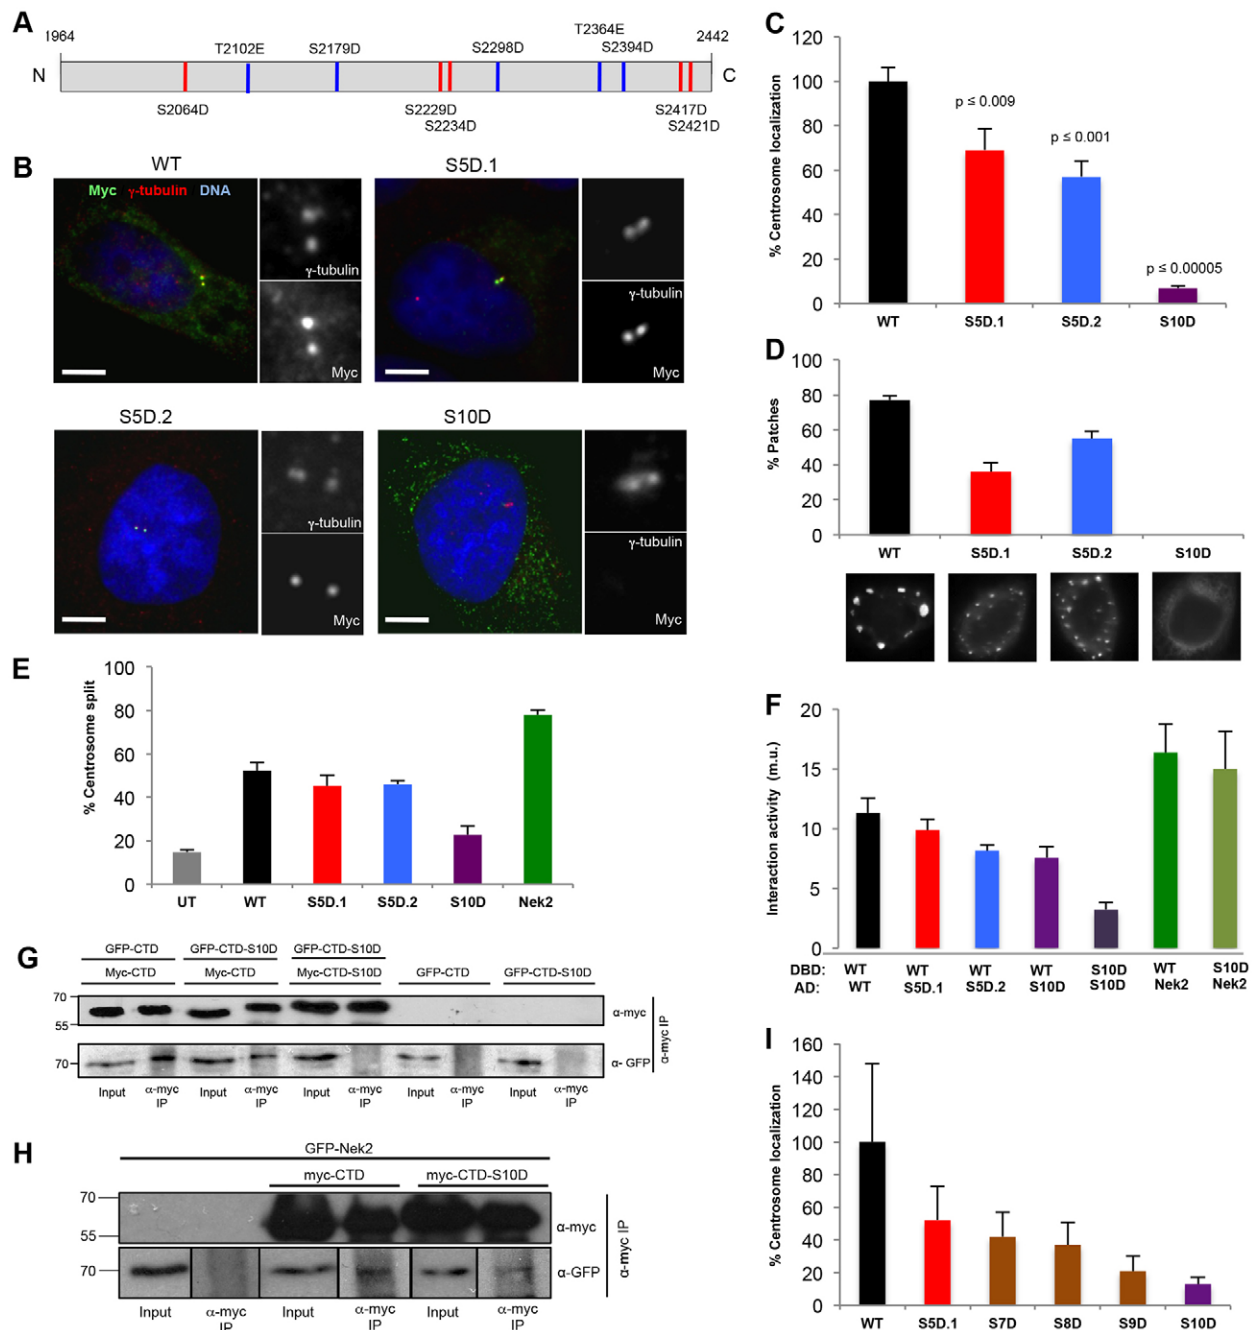 A
1964
T2102E
S2179D
S2298D
T2364E
S2394D
2442
N
C
S2064D
S2229D
S2234D
S2417D
S2421D
B
WT
Myc γ-tubulin DNA
γ-tubulin
Myc
S5D.1
γ-tubulin
Myc
S5D.2
γ-tubulin
Myc
S10D
γ-tubulin
Myc
C
% Centrosome localization
120
100
80
60
40
20
0
p ≤ 0.009
p ≤ 0.001
p ≤ 0.00005
WT S5D.1 S5D.2 S10D
D
% Patches
100
80
60
40
20
0
WT S5D.1 S5D.2 S10D
E
% Centrosome split
100
80
60
40
20
0
UT WT S5D.1 S5D.2 S10D Nek2
F
Interaction activity (m.u.)
20
15
10
5
0
DBD: WT WT WT WT S10D WT S10D
AD: WT S5D.1 S5D.2 S10D S10D Nek2 Nek2
G
GFP-CTD GFP-CTD-S10D GFP-CTD-S10D
Myc-CTD Myc-CTD Myc-CTD-S10D GFP-CTD GFP-CTD-S10D
70
55
α-myc
70
α- GFP
α-myc IP
Input α-myc IP Input α-myc IP Input α-myc IP Input α-myc IP Input α-myc IP
H
GFP-Nek2
myc-CTD myc-CTD-S10D
70
55
α-myc
70
α-GFP
α-myc IP
Input α-myc IP Input α-myc IP Input α-myc IP
I
% Centrosome localization
160
140
120
100
80
60
40
20
0
WT S5D.1 S7D S8D S9D S10D